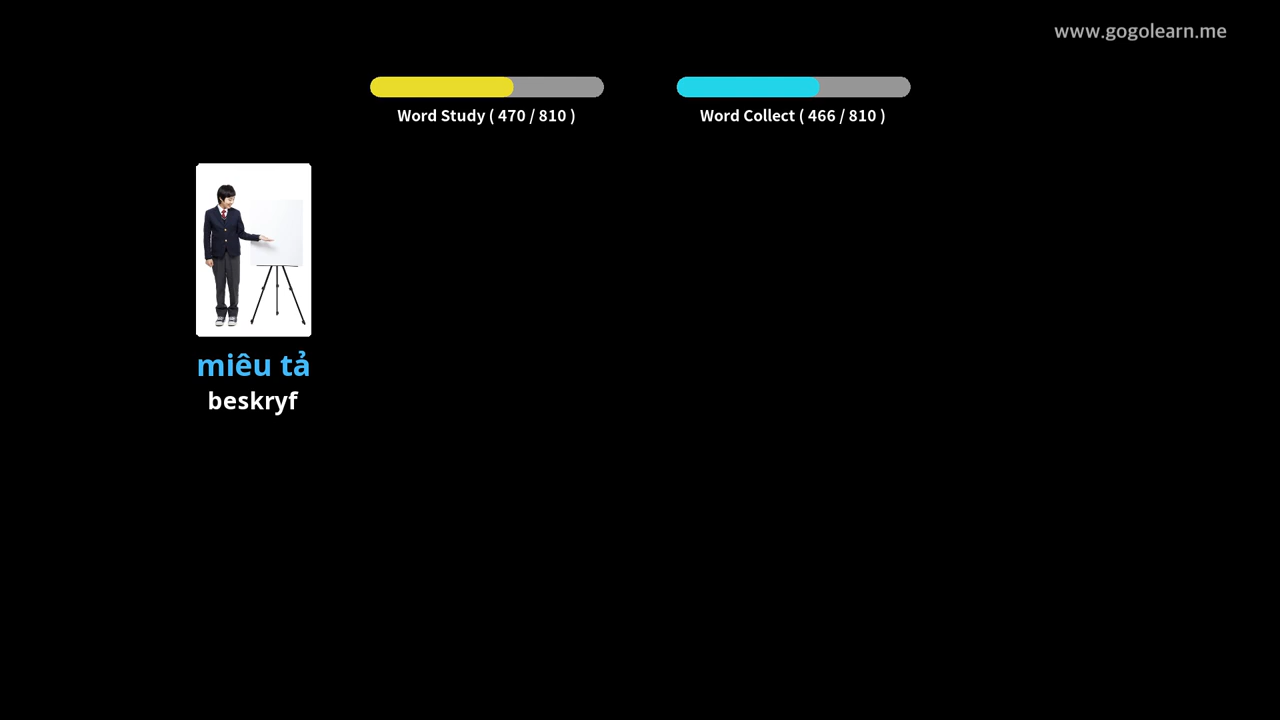 www.gogolearn.me
Word Study ( 470 / 810 )
Word Collect ( 466 / 810 )
miêu tả
beskryf